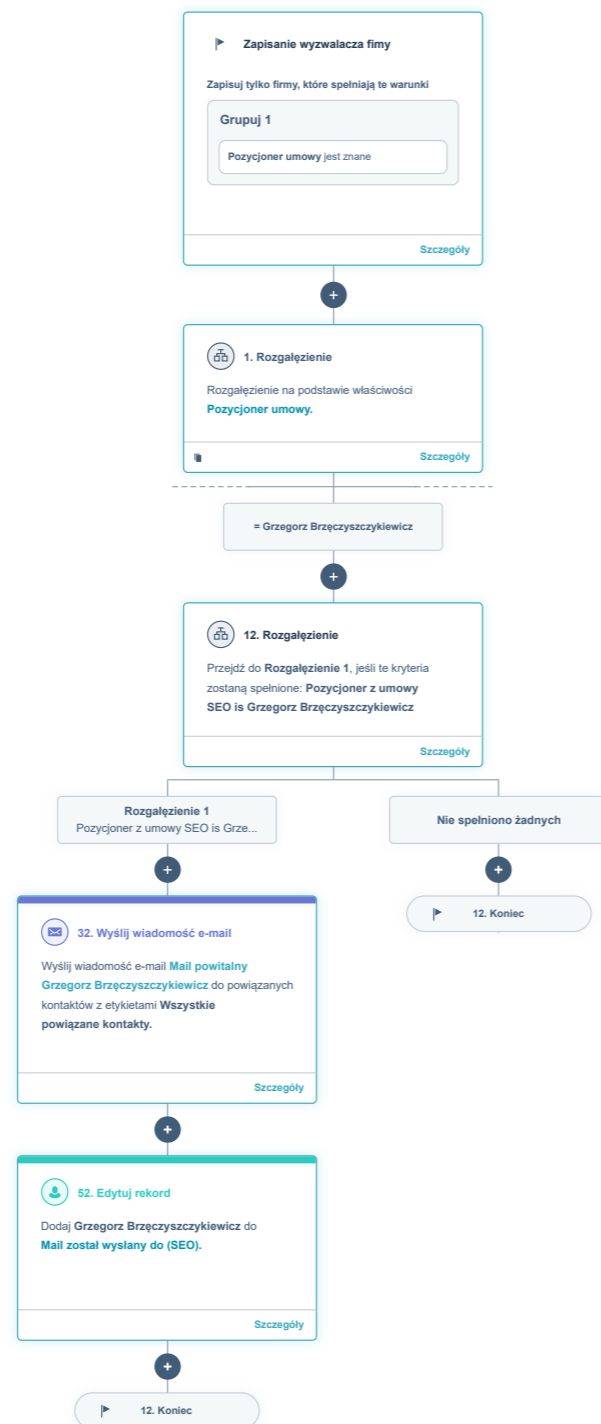 Zapisanie wyzwalacza fimy
Zapisuj tylko firmy, które spełniają te warunki
Grupuj 1
Pozycjoner umowy jest znane
Szczegóły
1. Rozgałęzienie
Rozgałęzienie na podstawie właściwości
Pozycjoner umowy.
Szczegóły
= Grzegorz Brzęczyszczykiewicz
12. Rozgałęzienie
Przejdź do Rozgałęzienie 1, jeśli te kryteria
zostaną spełnione: Pozycjoner z umowy
SEO is Grzegorz Brzęczyszczykiewicz
Szczegóły
Rozgałęzienie 1
Pozycjoner z umowy SEO is Grze...
Nie spełniono żadnych
12. Koniec
32. Wyślij wiadomość e-mail
Wyślij wiadomość e-mail Mail powitalny
Grzegorz Brzęczyszczykiewicz do powiązanych
kontaktów z etykietami Wszystkie
powiązane kontakty.
Szczegóły
52. Edytuj rekord
Dodaj Grzegorz Brzęczyszczykiewicz do
Mail został wysłany do (SEO).
Szczegóły
12. Koniec